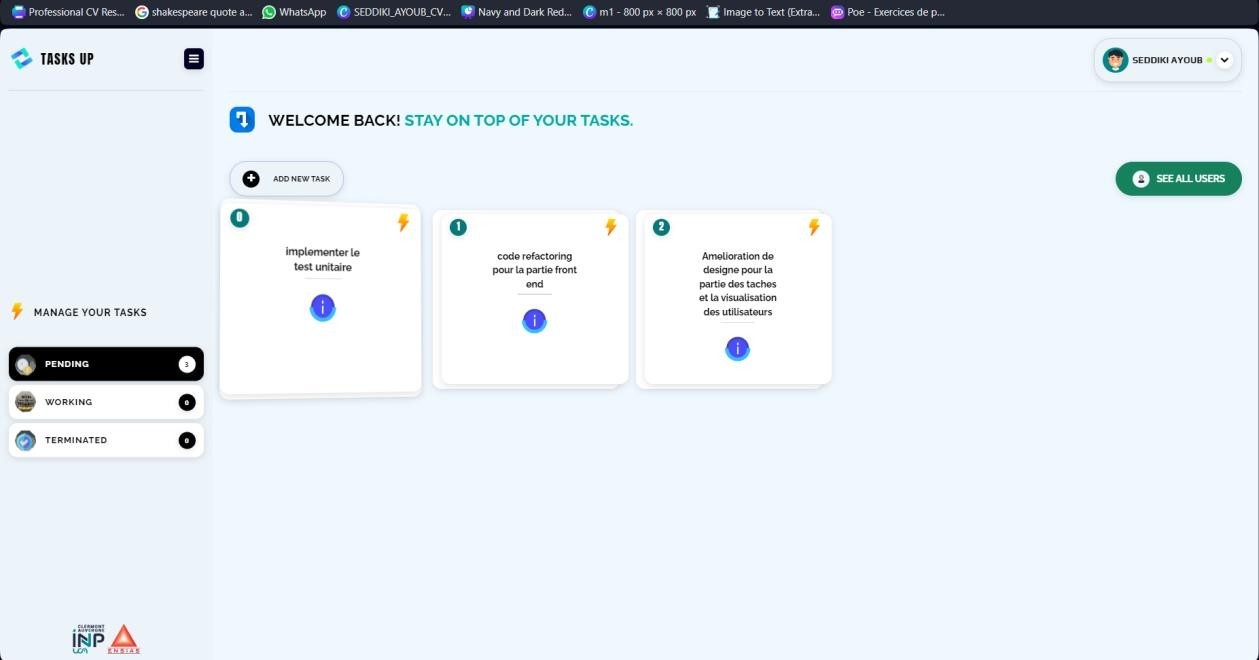 Professional CV Res...
shakespeare quote a...
WhatsApp
SEDDIKI_AYOUB_CV...
Navy and Dark Red...
m1 - 800 px × 800 px
Image to Text (Extra...
Poe - Exercices de p...
TASKS UP
SEDDIKI AYOUB
WELCOME BACK! STAY ON TOP OF YOUR TASKS.
ADD NEW TASK
SEE ALL USERS
0
implementer le
test unitaire
i
1
code refactoring
pour la partie front
end
i
2
Amelioration de
designe pour la
partie des taches
et la visualisation
des utilisateurs
i
MANAGE YOUR TASKS
PENDING 3
WORKING 0
TERMINATED 0
CLERMONT
AUVERGNE
INP
UCA
ENSIAS